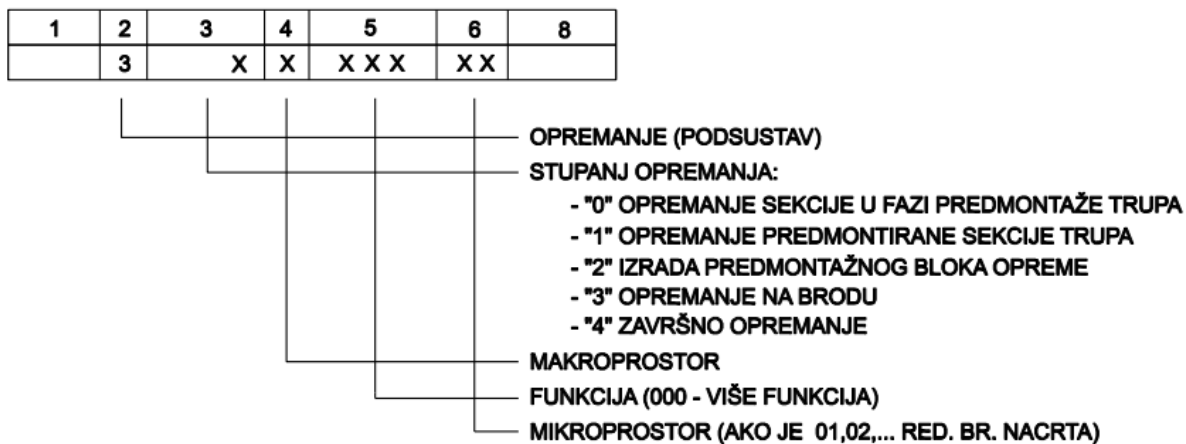 1 2 3 4 5 6 8
3 X X X X X X X
OPREMANJE (PODSUSTAV)
STUPANJ OPREMANJA:
- "0" OPREMANJE SEKCIJE U FAZI PREDMONTAŽE TRUPA
- "1" OPREMANJE PREDMONTIRANE SEKCIJE TRUPA
- "2" IZRADA PREDMONTAŽNOG BLOKA OPREME
- "3" OPREMANJE NA BRODU
- "4" ZAVRŠNO OPREMANJE
MAKROPROSTOR
FUNKCIJA (000 - VIŠE FUNKCIJA)
MIKROPROSTOR (AKO JE 01,02,... RED. BR. NACRTA)